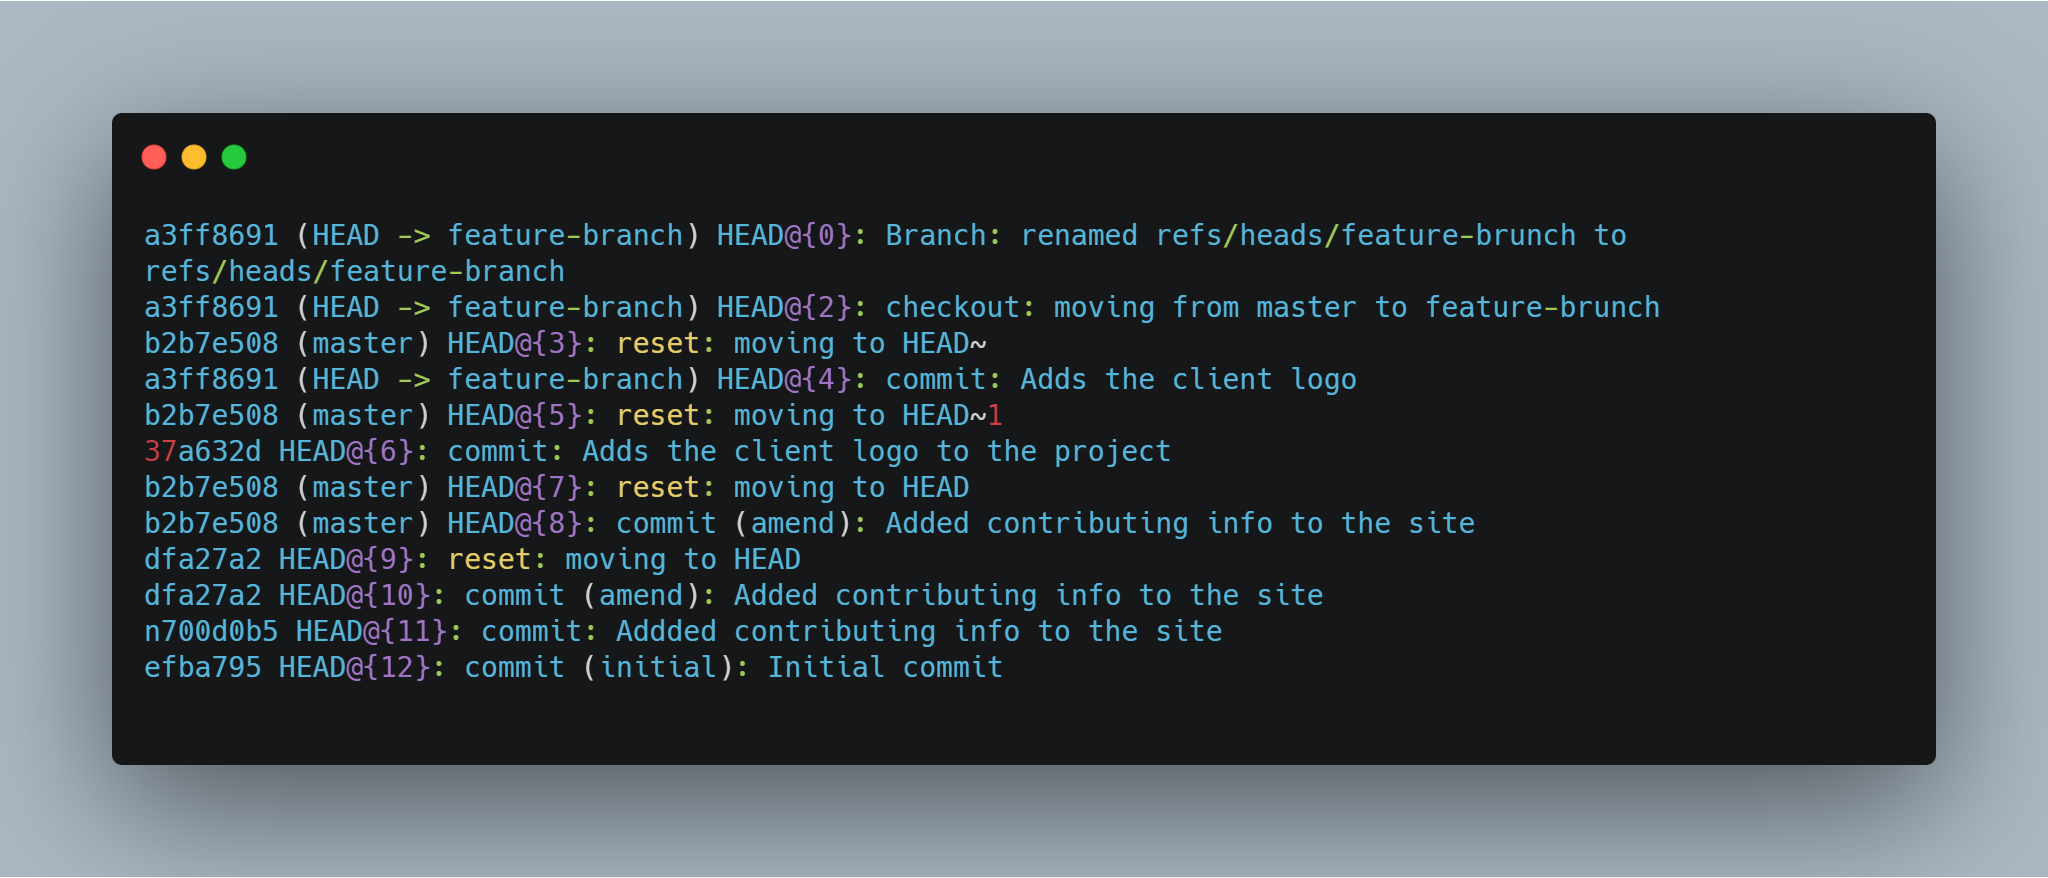 a3ff8691 (HEAD -> feature-branch) HEAD@{0}: Branch: renamed refs/heads/feature-brunch to
refs/heads/feature-branch
a3ff8691 (HEAD -> feature-branch) HEAD@{2}: checkout: moving from master to feature-brunch
b2b7e508 (master) HEAD@{3}: reset: moving to HEAD~
a3ff8691 (HEAD -> feature-branch) HEAD@{4}: commit: Adds the client logo
b2b7e508 (master) HEAD@{5}: reset: moving to HEAD~1
37a632d HEAD@{6}: commit: Adds the client logo to the project
b2b7e508 (master) HEAD@{7}: reset: moving to HEAD
b2b7e508 (master) HEAD@{8}: commit (amend): Added contributing info to the site
dfa27a2 HEAD@{9}: reset: moving to HEAD
dfa27a2 HEAD@{10}: commit (amend): Added contributing info to the site
n700d0b5 HEAD@{11}: commit: Addded contributing info to the site
efba795 HEAD@{12}: commit (initial): Initial commit